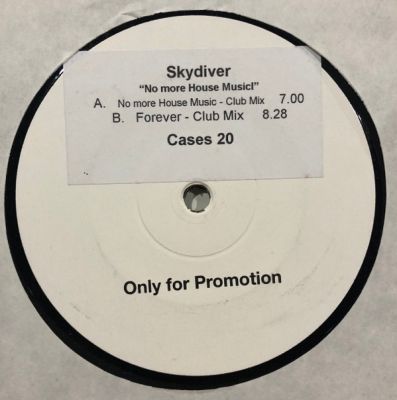 Skydiver
"No more House Music!"
A. No more House Music - Club Mix 7.00
B. Forever - Club Mix 8.28
Cases 20
Only for Promotion